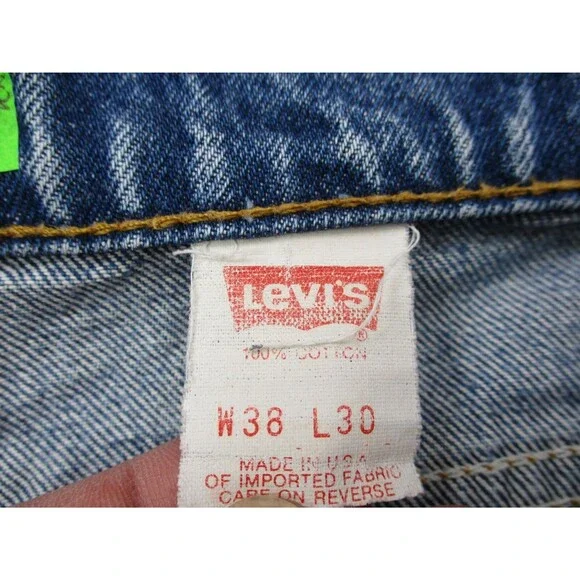 Levi's
®
100% COTTON
W38 L30
MADE IN U.S.A.
OF IMPORTED FABRIC
CARE ON REVERSE